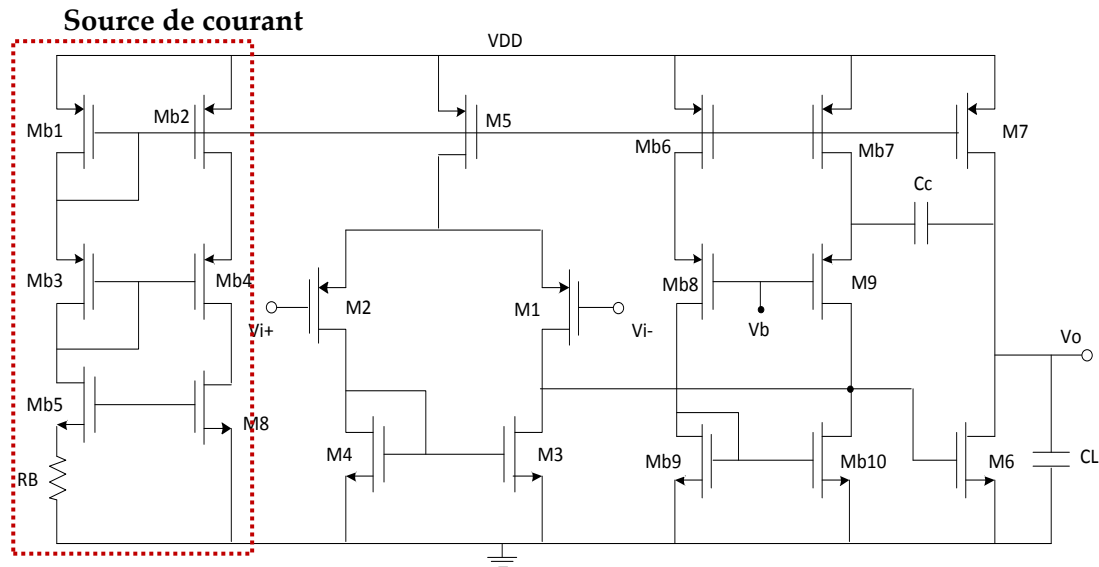 Source de courant
VDD
Mb1
Mb2
M5
Mb6
Mb7
M7
Cc
Mb3
Mb4
M2
M1
Mb8
M9
Vi+
Vi-
Vb
Vo
Mb5
M8
M4
M3
Mb9
Mb10
M6
CL
RB